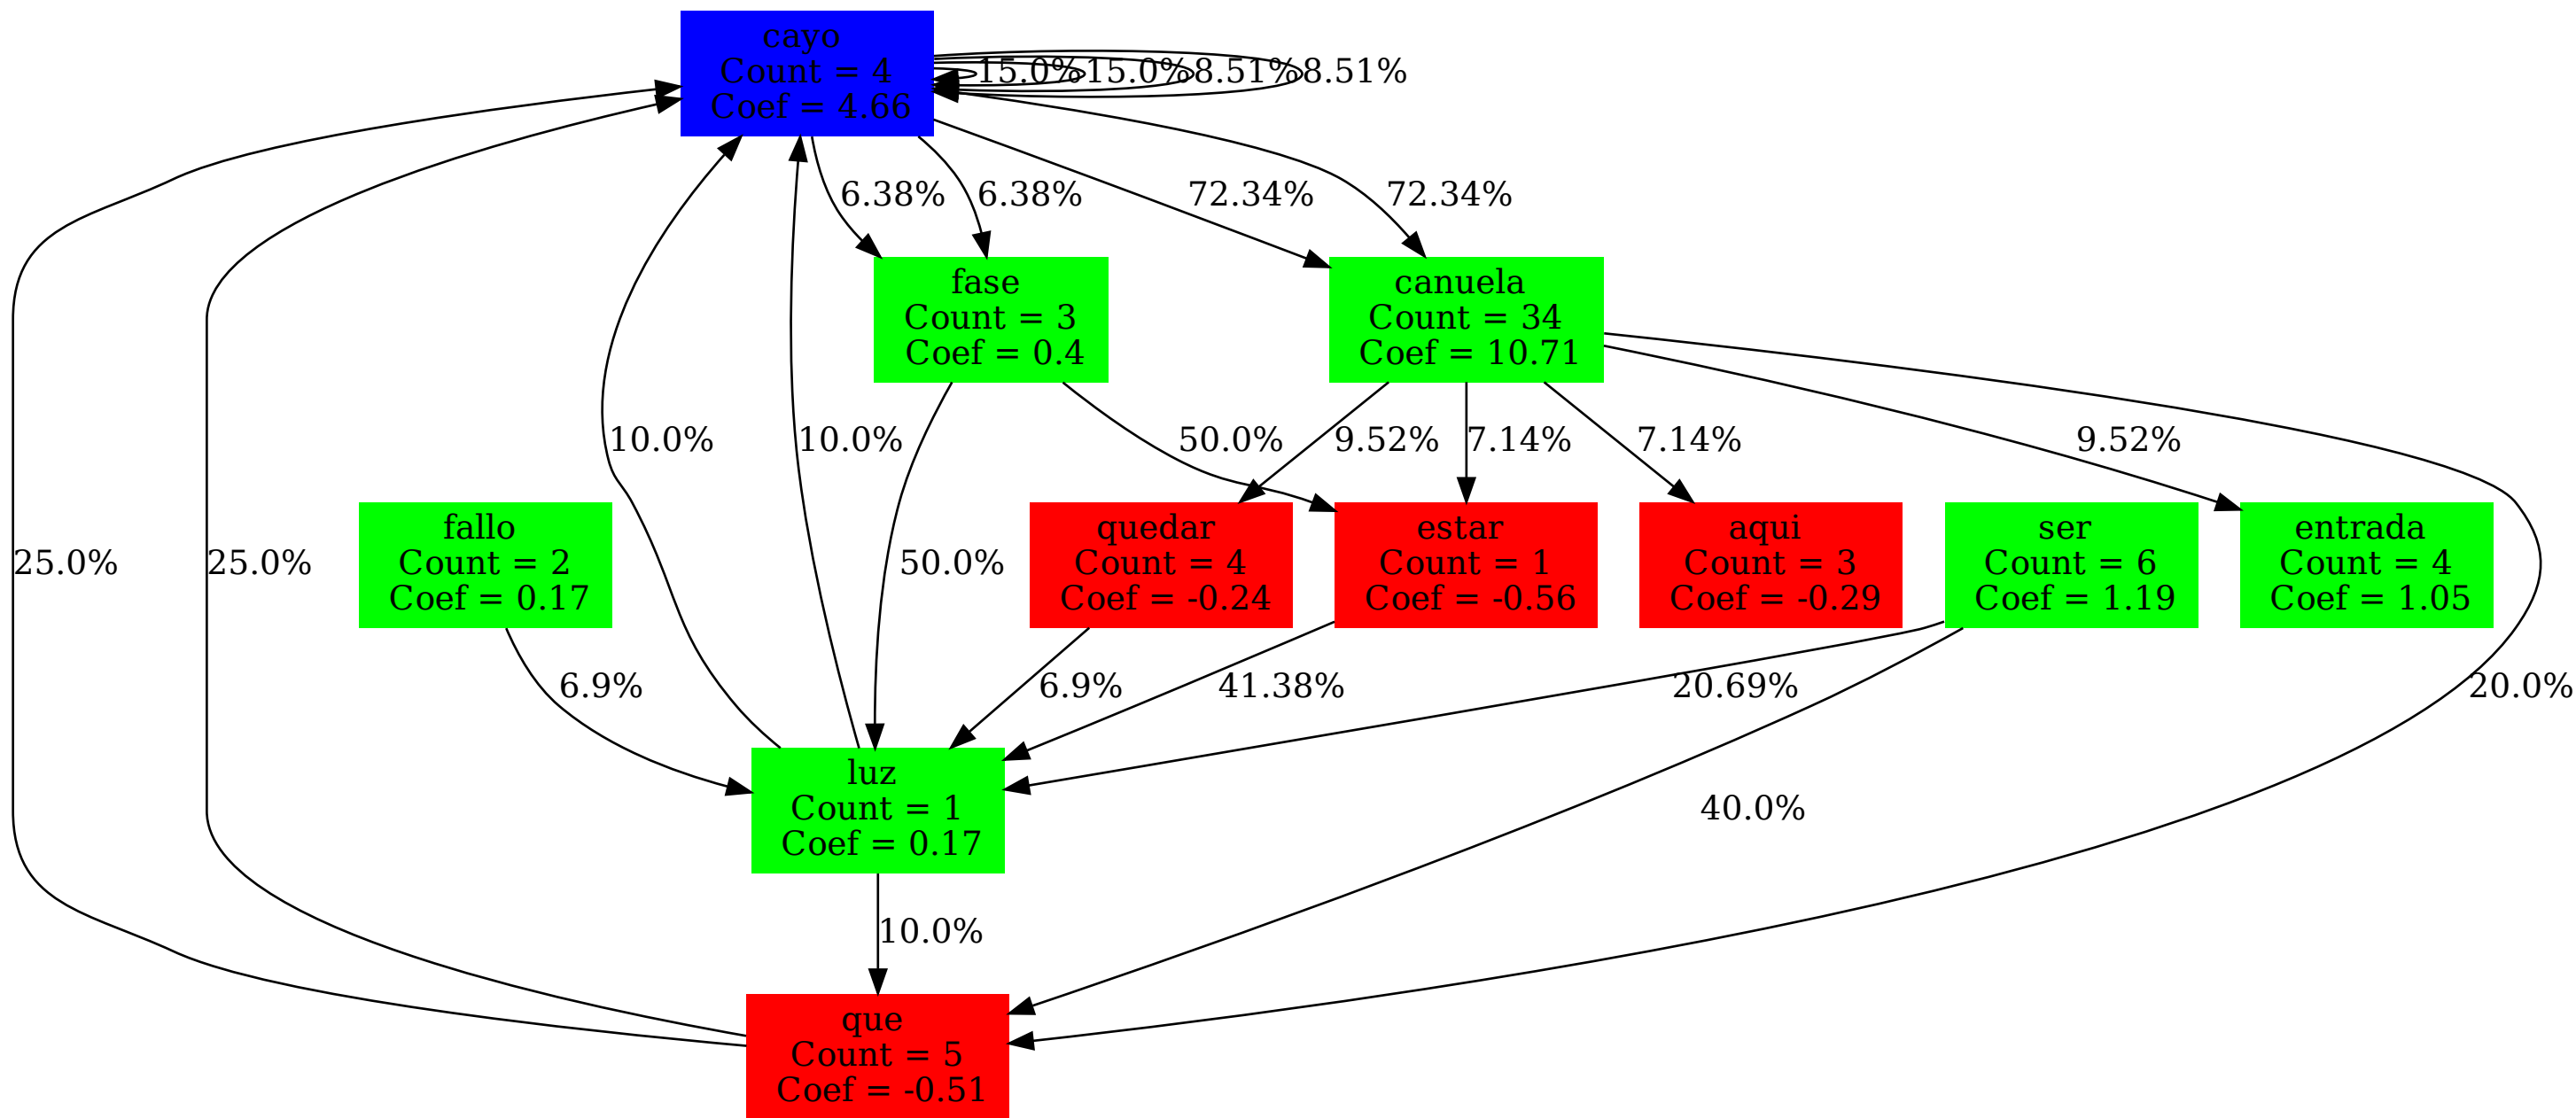 cayo
Count = 4
Coef = 4.66
15.0%
15.0%
8.51%
8.51%
6.38%
6.38%
72.34%
72.34%
fase
Count = 3
Coef = 0.4
canuela
Count = 34
Coef = 10.71
10.0%
10.0%
50.0%
9.52%
7.14%
7.14%
9.52%
25.0%
25.0%
fallo
Count = 2
Coef = 0.17
50.0%
quedar
Count = 4
Coef = -0.24
estar
Count = 1
Coef = -0.56
aqui
Count = 3
Coef = -0.29
ser
Count = 6
Coef = 1.19
entrada
Count = 4
Coef = 1.05
6.9%
6.9%
41.38%
20.69%
20.0%
luz
Count = 1
Coef = 0.17
40.0%
10.0%
que
Count = 5
Coef = -0.51